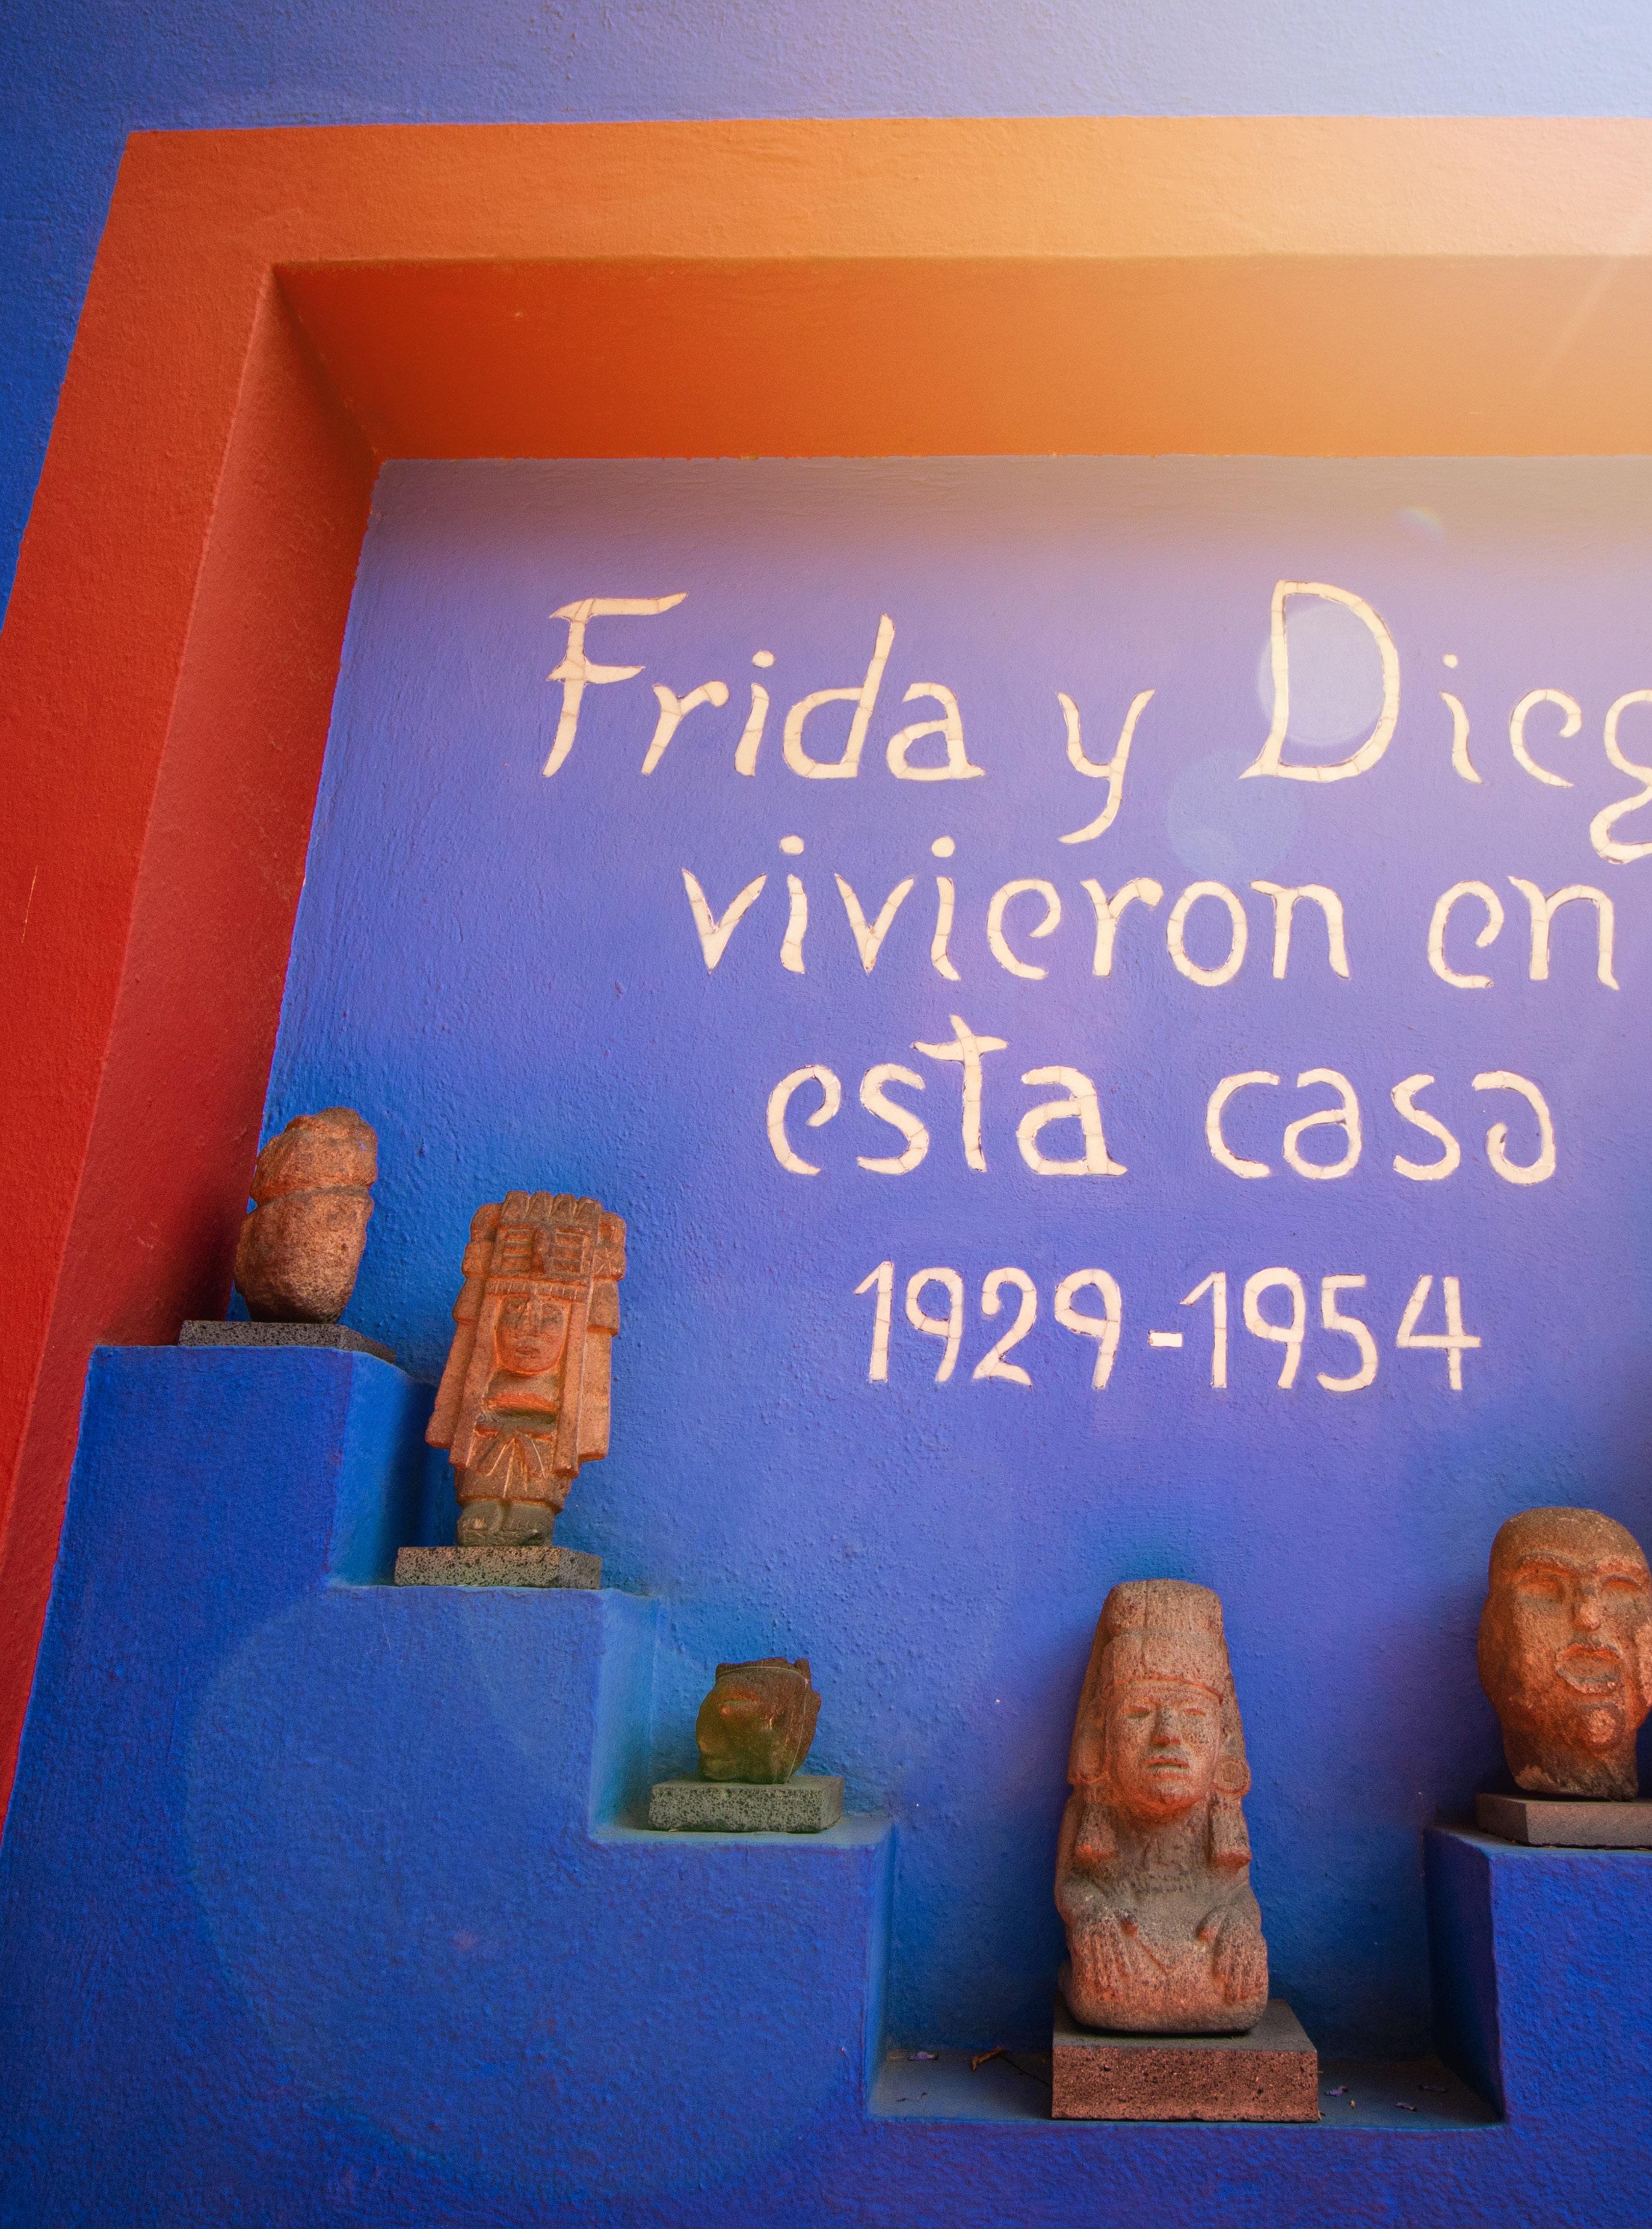 Frida y Dieg
vivieron en
esta casa
1929-1954